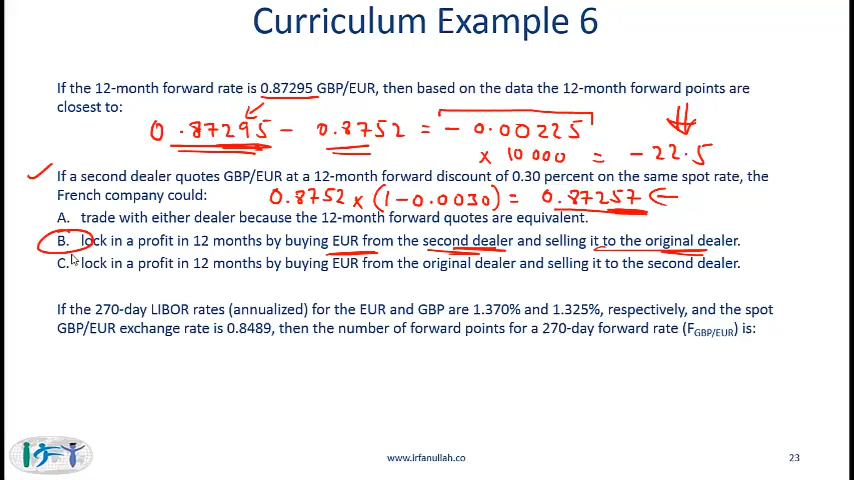 Curriculum Example 6
If the 12-month forward rate is 0.87295 GBP/EUR, then based on the data the 12-month forward points are
closest to:
0.87295 - 0.8752 = - 0.00225
× 10000 = -22.5
If a second dealer quotes GBP/EUR at a 12-month forward discount of 0.30 percent on the same spot rate, the
French company could:
0.8752 × (1-0.0030) = 0.87257 ←
A. trade with either dealer because the 12-month forward quotes are equivalent.
B. lock in a profit in 12 months by buying EUR from the second dealer and selling it to the original dealer.
C. lock in a profit in 12 months by buying EUR from the original dealer and selling it to the second dealer.
If the 270-day LIBOR rates (annualized) for the EUR and GBP are 1.370% and 1.325%, respectively, and the spot
GBP/EUR exchange rate is 0.8489, then the number of forward points for a 270-day forward rate (F_GBP/EUR) is:
www.irfanullah.co
23